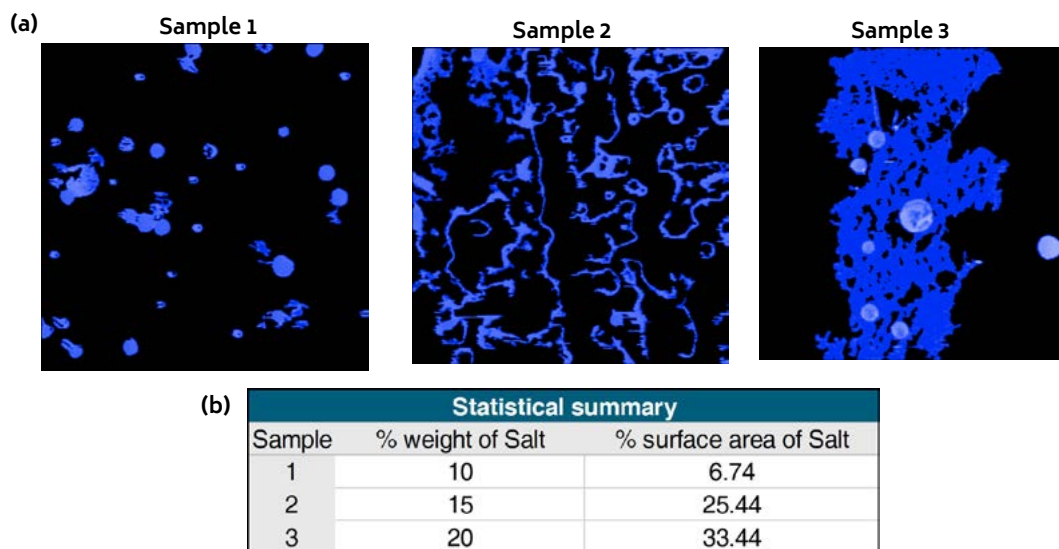 (a)
Sample 1 Sample 2 Sample 3
(b)
Statistical summary
Sample % weight of Salt % surface area of Salt
1 10 6.74
2 15 25.44
3 20 33.44